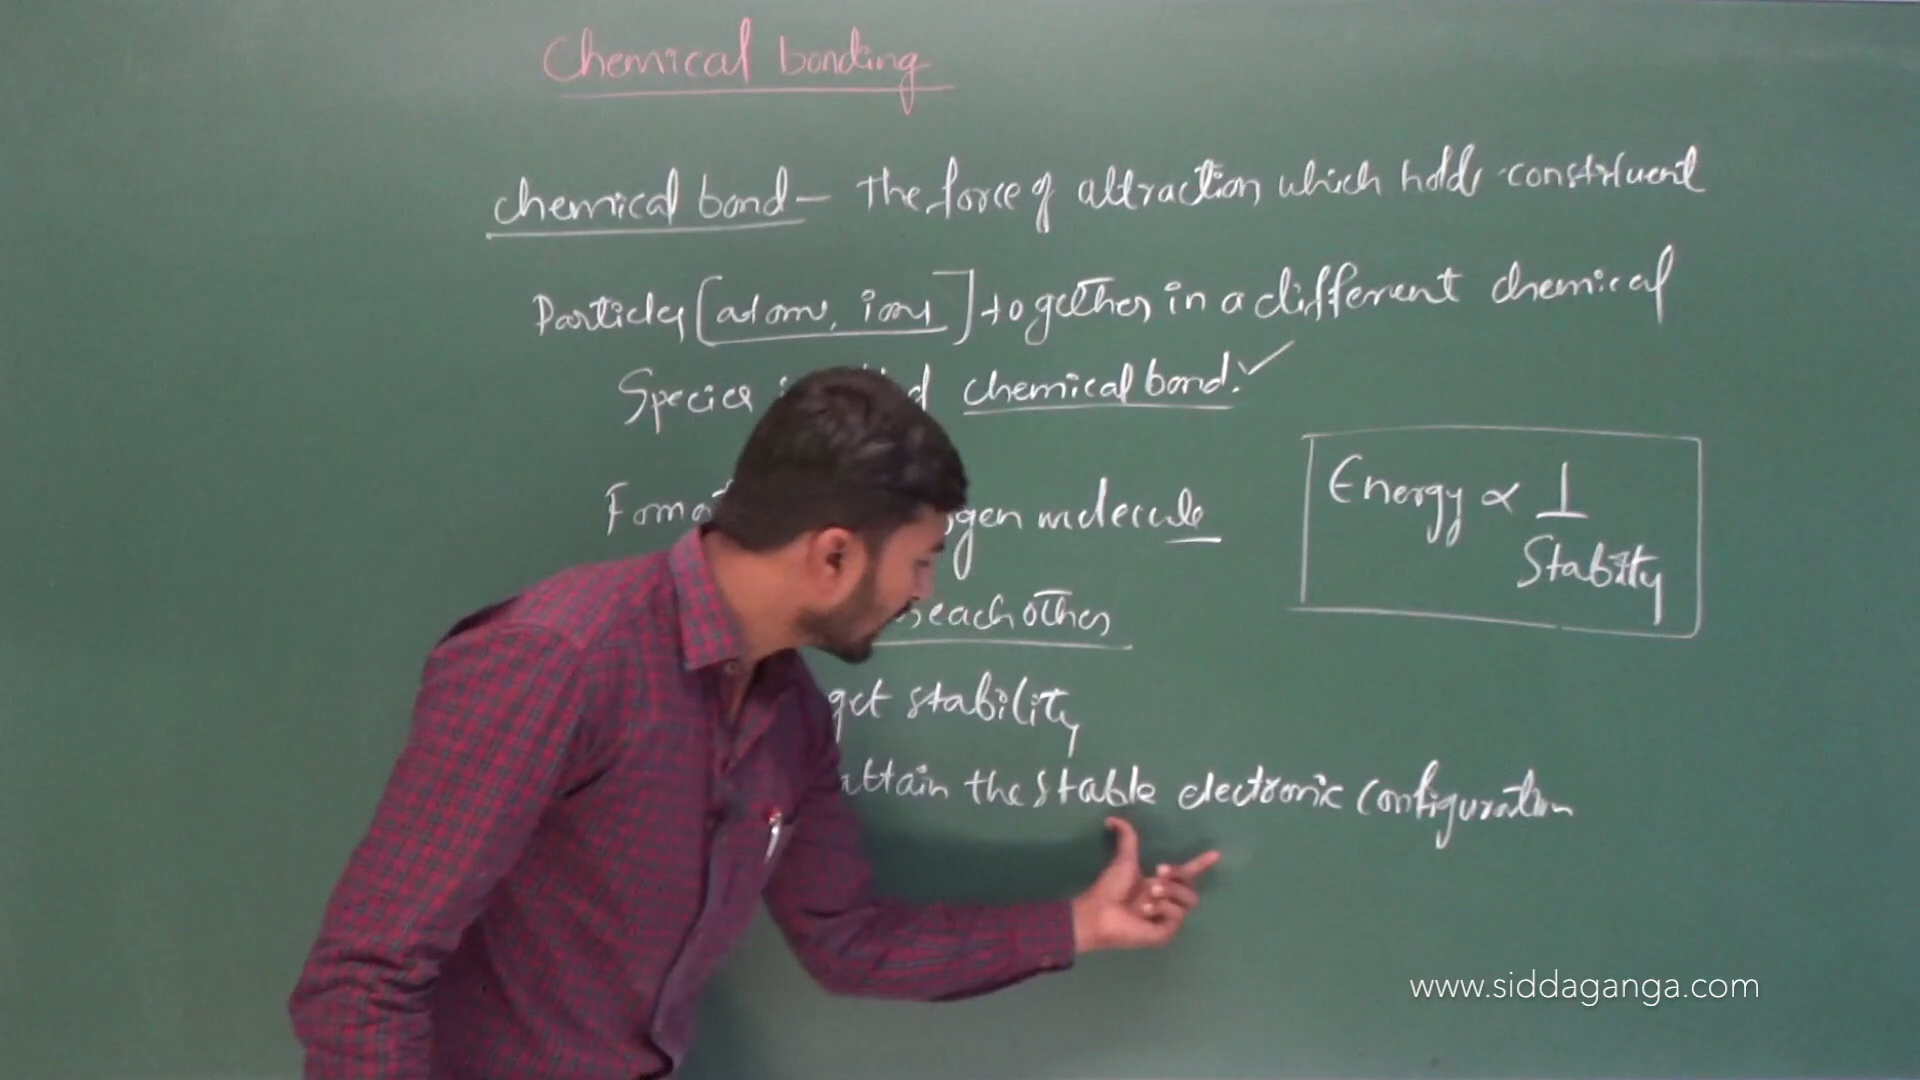 Chemical bonding
chemical bond - The force of attraction which holds constituent
Particles [atoms, ions] together in a different chemical
Species chemical bond. ✓
molecule
each other
get stability
attain the stable electronic configuration
Energy ∝ 1
Stability
www.siddaganga.com